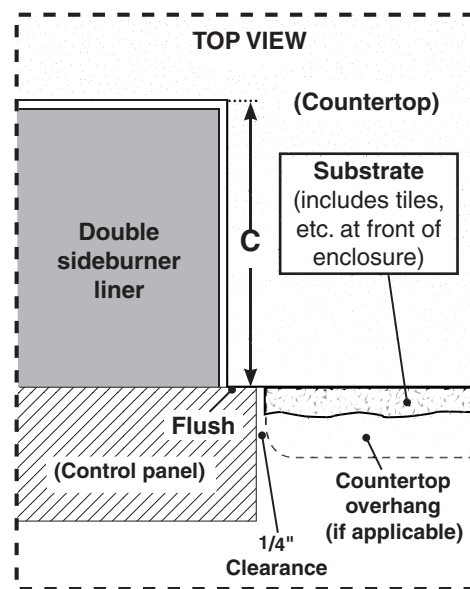 TOP VIEW
(Countertop)
Substrate
(includes tiles,
etc. at front of
enclosure)
Double
sideburner
liner
C
Flush
(Control panel)
Countertop
overhang
(if applicable)
1/4"
Clearance